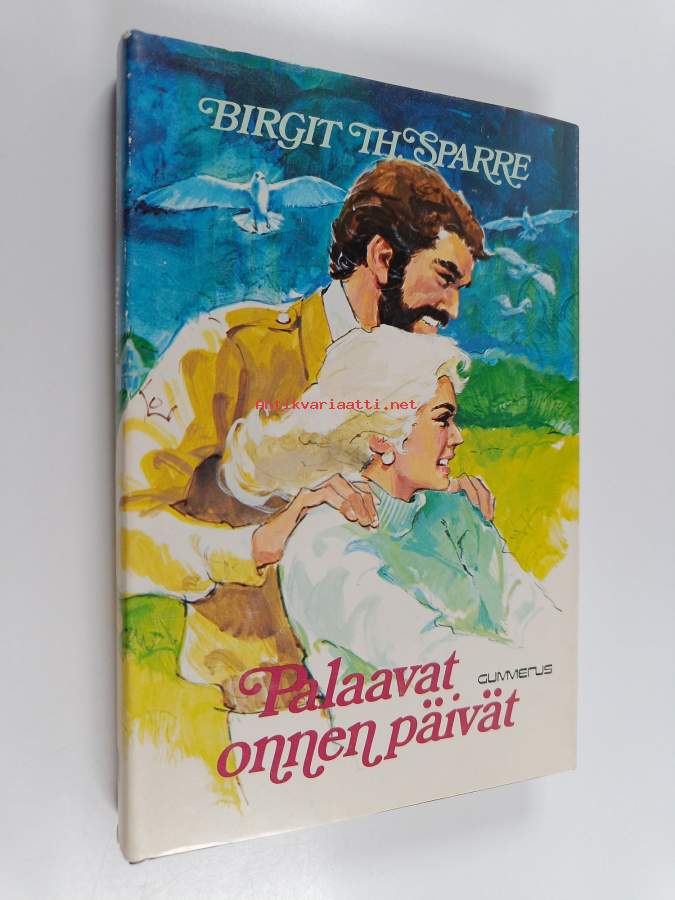 BIRGIT TH. SPARRE
Antikvariaatti.net
Palaavat
GUMMERUS
onnen päivät